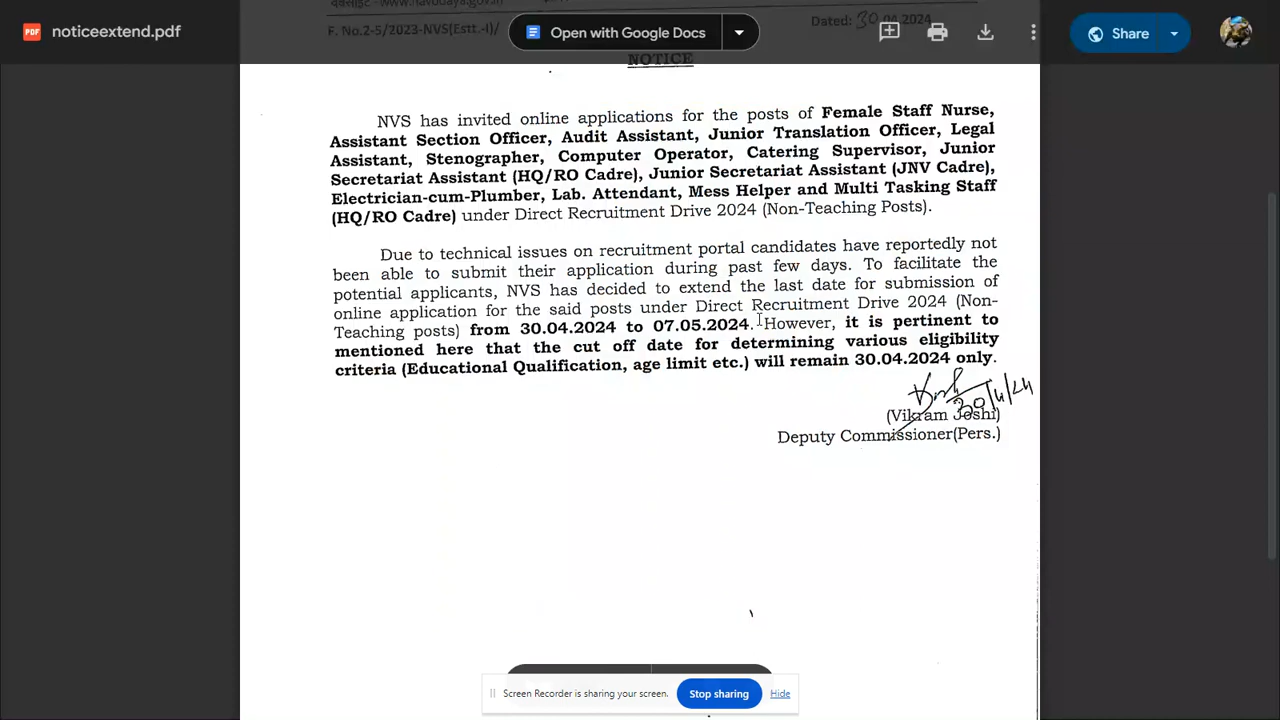 noticeextend.pdf
Open with Google Docs
Share
F. No.2-5/2023-NVS(Estt.-I)/
Dated: 30.04.2024
NOTICE
NVS has invited online applications for the posts of Female Staff Nurse,
Assistant Section Officer, Audit Assistant, Junior Translation Officer, Legal
Assistant, Stenographer, Computer Operator, Catering Supervisor, Junior
Secretariat Assistant (HQ/RO Cadre), Junior Secretariat Assistant (JNV Cadre),
Electrician-cum-Plumber, Lab. Attendant, Mess Helper and Multi Tasking Staff
(HQ/RO Cadre) under Direct Recruitment Drive 2024 (Non-Teaching Posts).
Due to technical issues on recruitment portal candidates have reportedly not
been able to submit their application during past few days. To facilitate the
potential applicants, NVS has decided to extend the last date for submission of
online application for the said posts under Direct Recruitment Drive 2024 (Non-
Teaching posts) from 30.04.2024 to 07.05.2024. However, it is pertinent to
mentioned here that the cut off date for determining various eligibility
criteria (Educational Qualification, age limit etc.) will remain 30.04.2024 only.
30/4/24
(Vikram Joshi)
Deputy Commissioner(Pers.)
Screen Recorder is sharing your screen.
Stop sharing
Hide